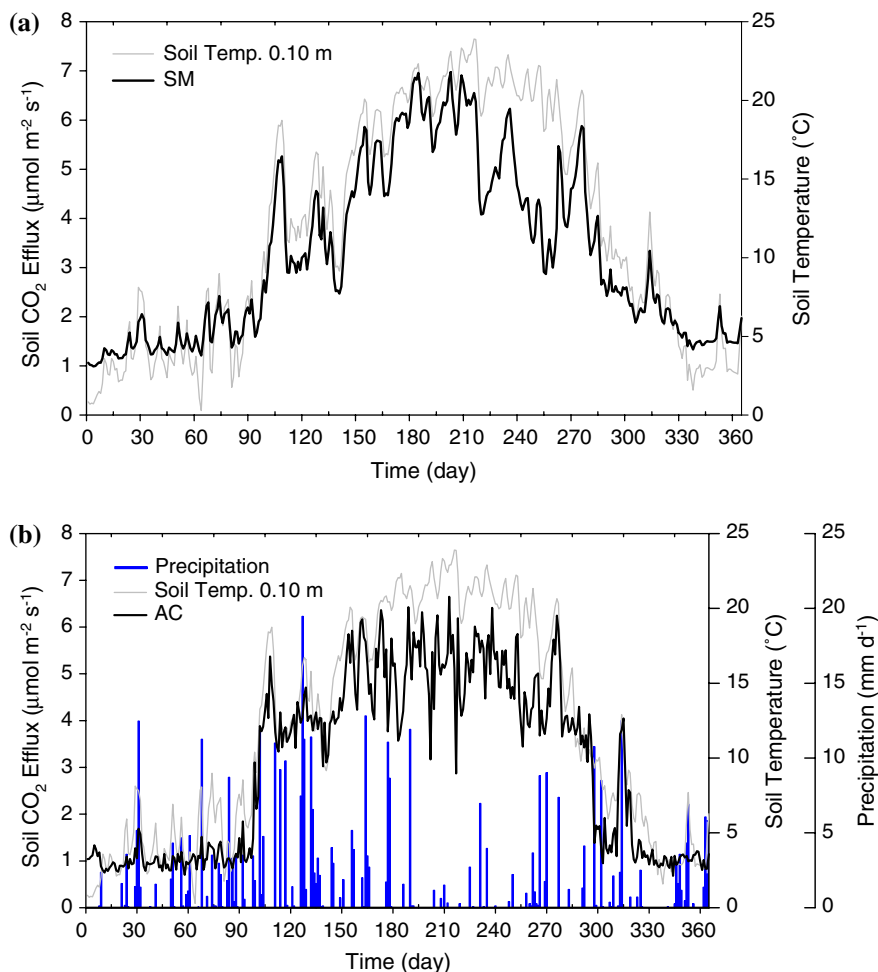 (a)
8
7
6
5
4
3
2
1
0
Soil CO2 Efflux (μmol m-2 s-1)
Soil Temp. 0.10 m
SM
25
20
15
10
5
0
Soil Temperature (˚C)
0 30 60 90 120 150 180 210 240 270 300 330 360
Time (day)
(b)
8
7
6
5
4
3
2
1
0
Soil CO2 Efflux (μmol m-2 s-1)
Precipitation
Soil Temp. 0.10 m
AC
25
20
15
10
5
0
Soil Temperature (˚C)
25
20
15
10
5
0
Precipitation (mm d-1)
0 30 60 90 120 150 180 210 240 270 300 330 360
Time (day)